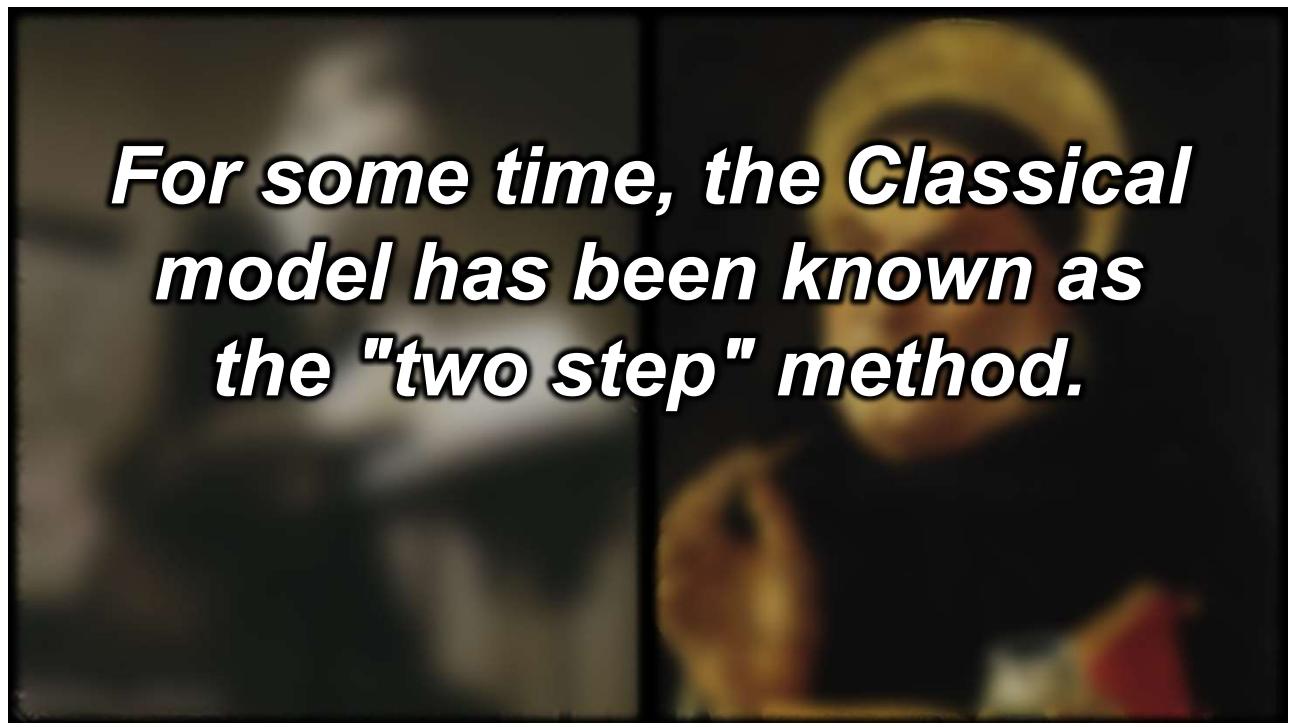 For some time, the Classical
model has been known as
the "two step" method.